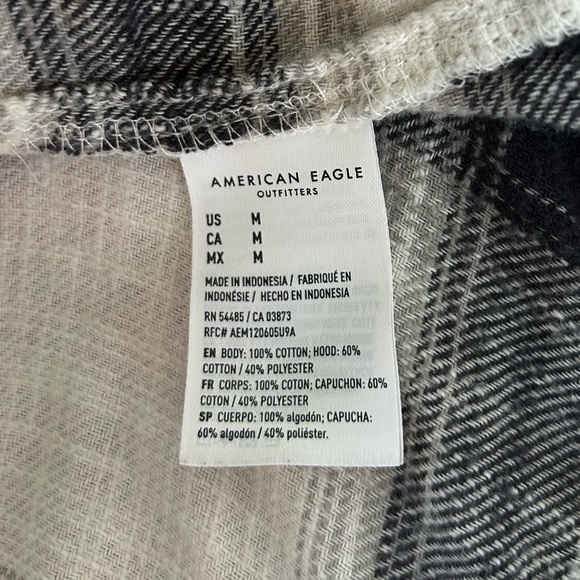 AMERICAN EAGLE
OUTFITTERS
US M
CA M
MX M
MADE IN INDONESIA / FABRIQUÉ EN
INDONÉSIE / HECHO EN INDONESIA
RN 54485 / CA 03873
RFC# AEM120605U9A
EN BODY: 100% COTTON; HOOD: 60%
COTTON / 40% POLYESTER
FR CORPS: 100% COTON; CAPUCHON: 60%
COTON / 40% POLYESTER
SP CUERPO: 100% algodón; CAPUCHA:
60% algodón / 40% poliéster.